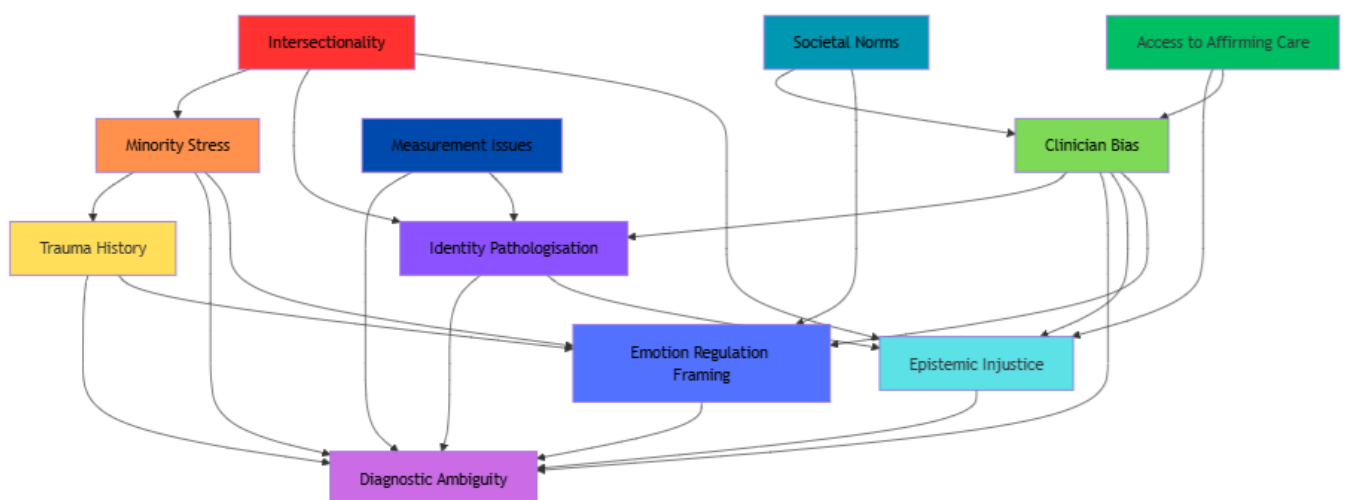 Intersectionality
Societal Norms
Access to Affirming Care
Minority Stress
Measurement Issues
Clinician Bias
Trauma History
Identity Pathologisation
Emotion Regulation
Framing
Epistemic Injustice
Diagnostic Ambiguity